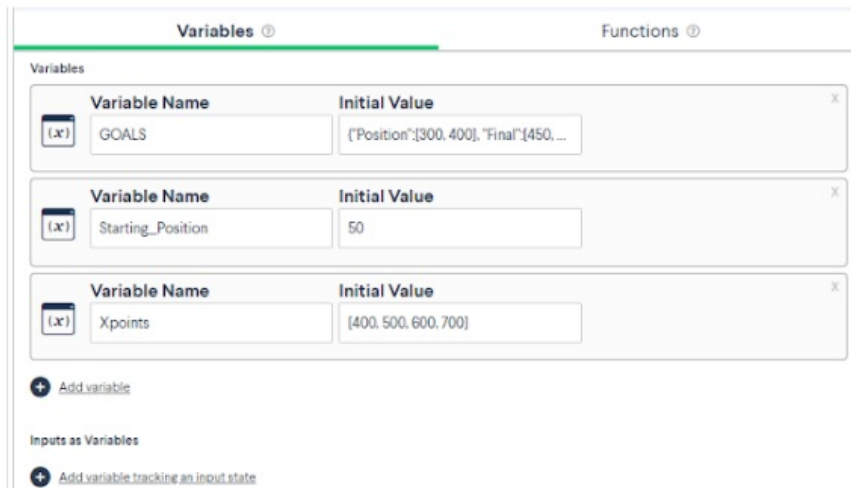 Variables ?
Functions ?
Variables
Variable Name
Initial Value
X
(x)
GOALS
{"Position":[300, 400], "Final":[450, ...
Variable Name
Initial Value
X
(x)
Starting_Position
50
Variable Name
Initial Value
X
(x)
Xpoints
[400, 500, 600, 700]
+ Add variable
Inputs as Variables
+ Add variable tracking an input state